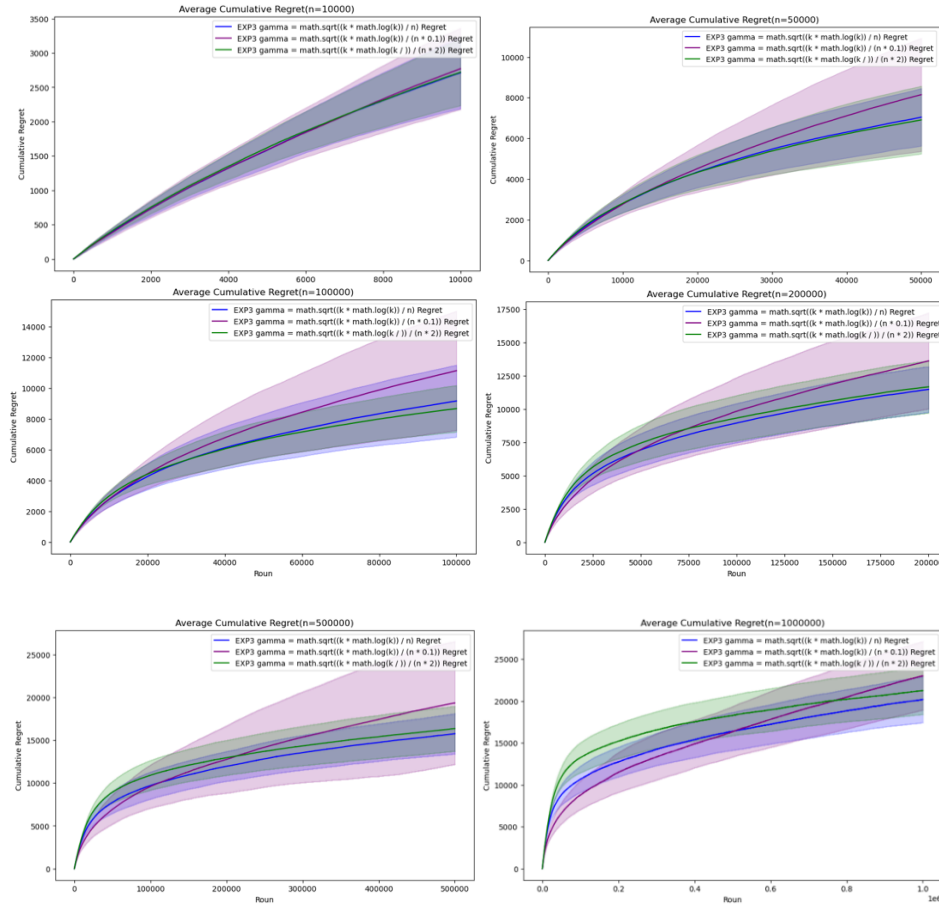 Average Cumulative Regret(n=10000)
EXP3 gamma = math.sqrt((k * math.log(k)) / n) Regret
EXP3 gamma = math.sqrt((k * math.log(k)) / (n * 0.1)) Regret
EXP3 gamma = math.sqrt((k * math.log(k / )) / (n * 2)) Regret
3500
3000
2500
2000
1500
1000
500
0
Cumulative Regret
0 2000 4000 6000 8000 10000
Average Cumulative Regret(n=50000)
EXP3 gamma = math.sqrt((k * math.log(k)) / n) Regret
EXP3 gamma = math.sqrt((k * math.log(k)) / (n * 0.1)) Regret
EXP3 gamma = math.sqrt((k * math.log(k / )) / (n * 2)) Regret
10000
8000
6000
4000
2000
0
Cumulative Regret
0 10000 20000 30000 40000 50000
Average Cumulative Regret(n=100000)
EXP3 gamma = math.sqrt((k * math.log(k)) / n) Regret
EXP3 gamma = math.sqrt((k * math.log(k)) / (n * 0.1)) Regret
EXP3 gamma = math.sqrt((k * math.log(k / )) / (n * 2)) Regret
14000
12000
10000
8000
6000
4000
2000
0
Cumulative Regret
0 20000 40000 60000 80000 100000
Roun
Average Cumulative Regret(n=200000)
EXP3 gamma = math.sqrt((k * math.log(k)) / n) Regret
EXP3 gamma = math.sqrt((k * math.log(k)) / (n * 0.1)) Regret
EXP3 gamma = math.sqrt((k * math.log(k / )) / (n * 2)) Regret
17500
15000
12500
10000
7500
5000
2500
0
Cumulative Regret
0 25000 50000 75000 100000 125000 150000 175000 20000
Roun
Average Cumulative Regret(n=500000)
EXP3 gamma = math.sqrt((k * math.log(k)) / n) Regret
EXP3 gamma = math.sqrt((k * math.log(k)) / (n * 0.1)) Regret
EXP3 gamma = math.sqrt((k * math.log(k / )) / (n * 2)) Regret
25000
20000
15000
10000
5000
0
Cumulative Regret
0 100000 200000 300000 400000 500000
Roun
Average Cumulative Regret(n=1000000)
EXP3 gamma = math.sqrt((k * math.log(k)) / n) Regret
EXP3 gamma = math.sqrt((k * math.log(k)) / (n * 0.1)) Regret
EXP3 gamma = math.sqrt((k * math.log(k / )) / (n * 2)) Regret
25000
20000
15000
10000
5000
0
Cumulative Regret
0.0 0.2 0.4 0.6 0.8 1.0
Roun
1e